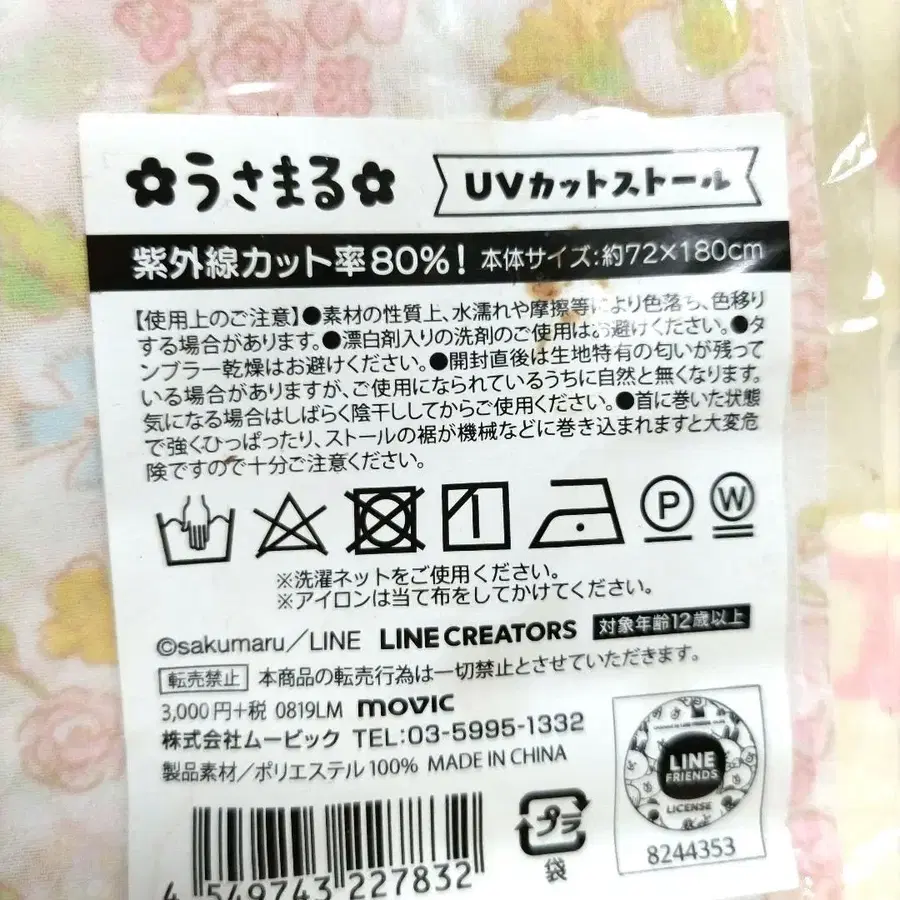 ✿うさまる✿ UVカットストール
紫外線カット率80%! 本体サイズ:約72×180cm
【使用上のご注意】●素材の性質上、水濡れや摩擦等により色落ち、色移り
する場合があります。●漂白剤入りの洗剤のご使用はお避けください。●タ
ンブラー乾燥はお避けください。●開封直後は生地特有の匂いが残って
いる場合がありますが、ご使用になられているうちに自然と無くなります。
気になる場合はしばらく陰干ししてからご使用ください。●首に巻いた状態
で強くひっぱったり、ストールの裾が機械などに巻き込まれますと大変危
険ですので十分ご注意ください。
P W
※洗濯ネットをご使用ください。
※アイロンは当て布をしてかけてください。
©sakumaru/LINE LINE CREATORS 対象年齢12歳以上
転売禁止 本商品の転売行為は一切禁止とさせていただきます。
3,000円+税 0819LM movic
株式会社ムービック TEL:03-5995-1332
製品素材/ポリエステル100% MADE IN CHINA
LINE
FRIENDS
LICENSE
8244353
プラ
袋
4 549743 227832